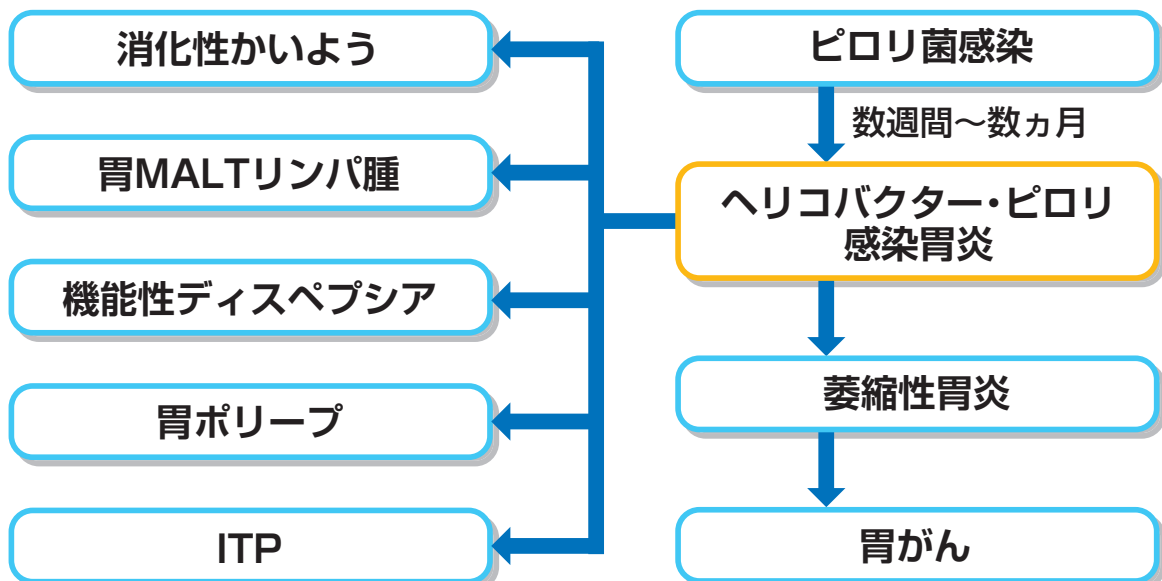 消化性かいよう
胃MALTリンパ腫
機能性ディスペプシア
胃ポリープ
ITP
ピロリ菌感染
数週間～数ヵ月
ヘリコバクター・ピロリ
感染胃炎
萎縮性胃炎
胃がん